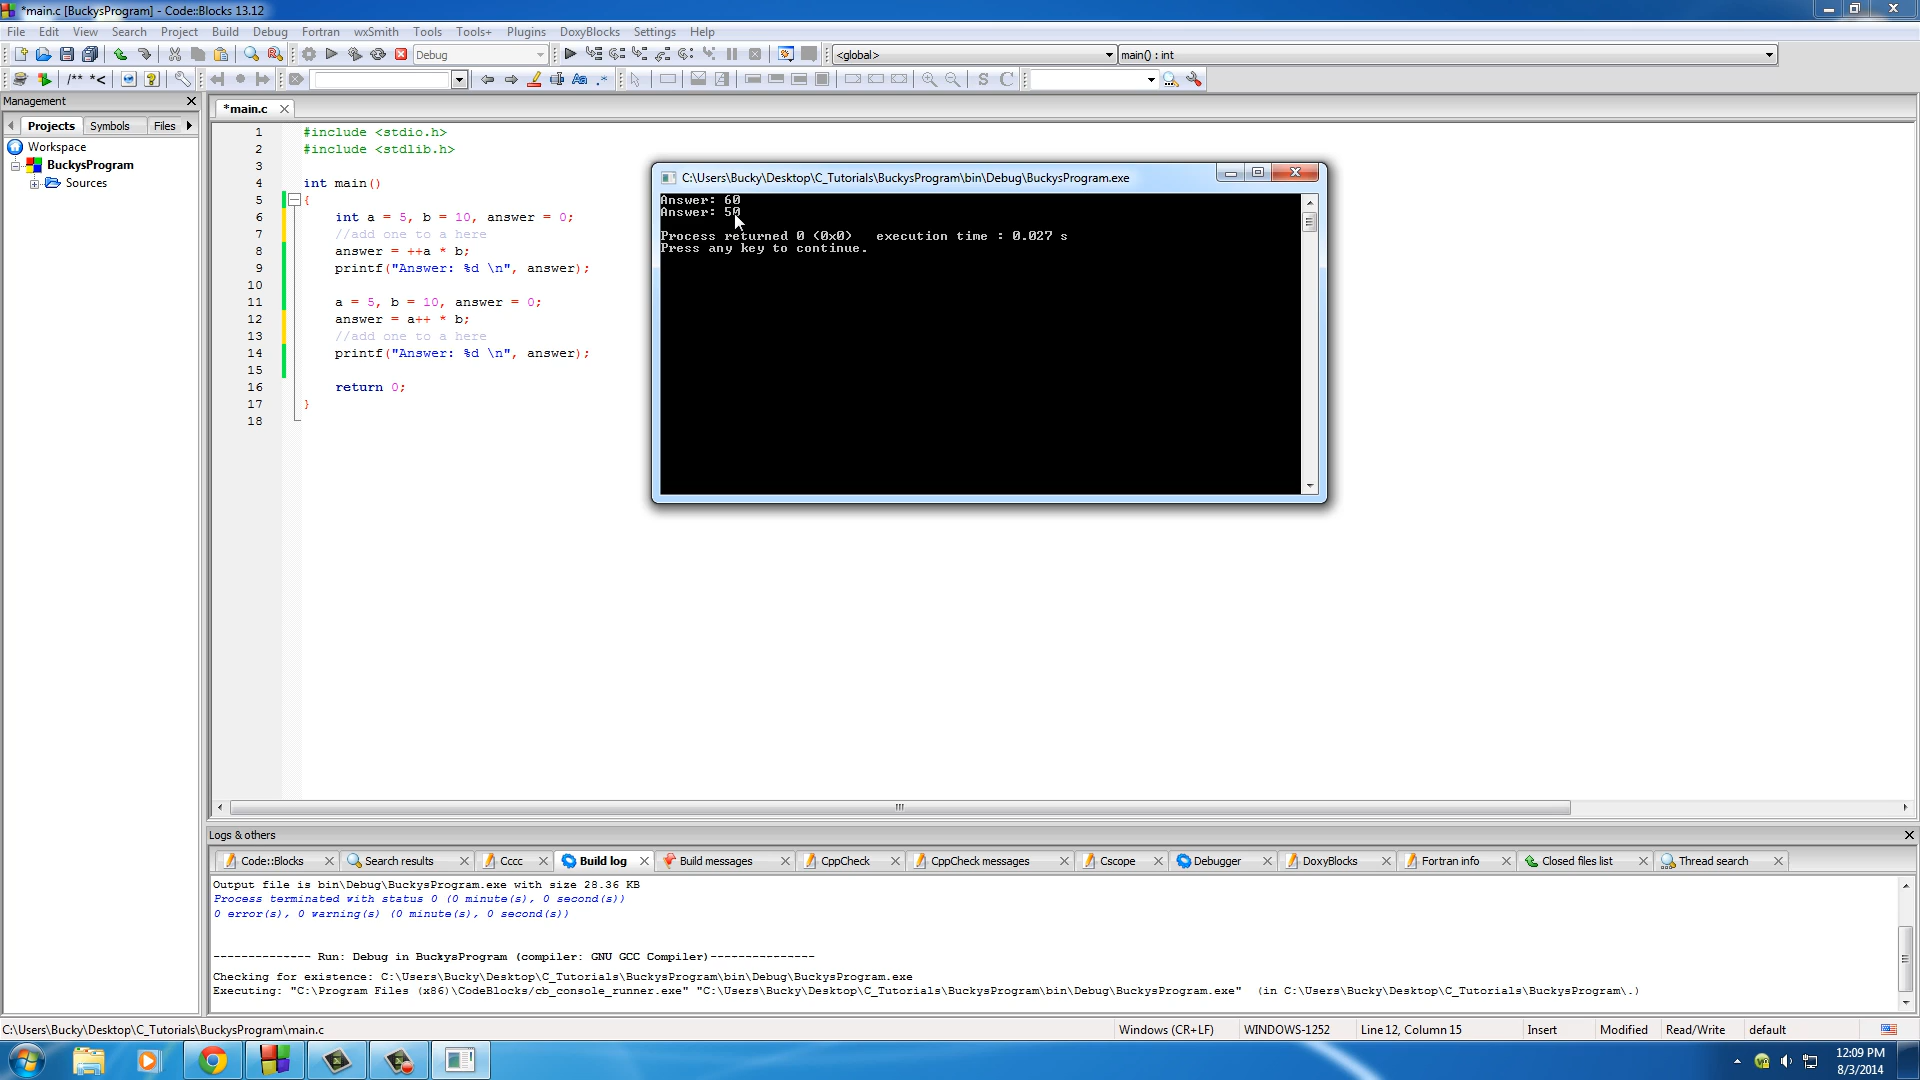 *main.c [BuckysProgram] - Code::Blocks 13.12
File Edit View Search Project Build Debug Fortran wxSmith Tools Tools+ Plugins DoxyBlocks Settings Help
Debug <global> main() : int
/** *<
Management
Projects Symbols Files
Workspace
BuckysProgram
Sources
*main.c
1 #include <stdio.h>
2 #include <stdlib.h>
3
4 int main()
5 {
6 int a = 5, b = 10, answer = 0;
7 //add one to a here
8 answer = ++a * b;
9 printf("Answer: %d \n", answer);
10
11 a = 5, b = 10, answer = 0;
12 answer = a++ * b;
13 //add one to a here
14 printf("Answer: %d \n", answer);
15
16 return 0;
17 }
18
C:\Users\Bucky\Desktop\C_Tutorials\BuckysProgram\bin\Debug\BuckysProgram.exe
Answer: 60
Answer: 50
Process returned 0 (0x0) execution time : 0.027 s
Press any key to continue.
Logs & others
Code::Blocks Search results Cccc Build log Build messages CppCheck CppCheck messages Cscope Debugger DoxyBlocks Fortran info Closed files list Thread search
Output file is bin\Debug\BuckysProgram.exe with size 28.36 KB
Process terminated with status 0 (0 minute(s), 0 second(s))
0 error(s), 0 warning(s) (0 minute(s), 0 second(s))
-------------- Run: Debug in BuckysProgram (compiler: GNU GCC Compiler)---------------
Checking for existence: C:\Users\Bucky\Desktop\C_Tutorials\BuckysProgram\bin\Debug\BuckysProgram.exe
Executing: "C:\Program Files (x86)\CodeBlocks/cb_console_runner.exe" "C:\Users\Bucky\Desktop\C_Tutorials\BuckysProgram\bin\Debug\BuckysProgram.exe" (in C:\Users\Bucky\Desktop\C_Tutorials\BuckysProgram\.)
C:\Users\Bucky\Desktop\C_Tutorials\BuckysProgram\main.c Windows (CR+LF) WINDOWS-1252 Line 12, Column 15 Insert Modified Read/Write default
12:09 PM
8/3/2014